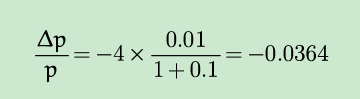 Δp/p = −4 × 0.01/(1 + 0.1) = −0.0364